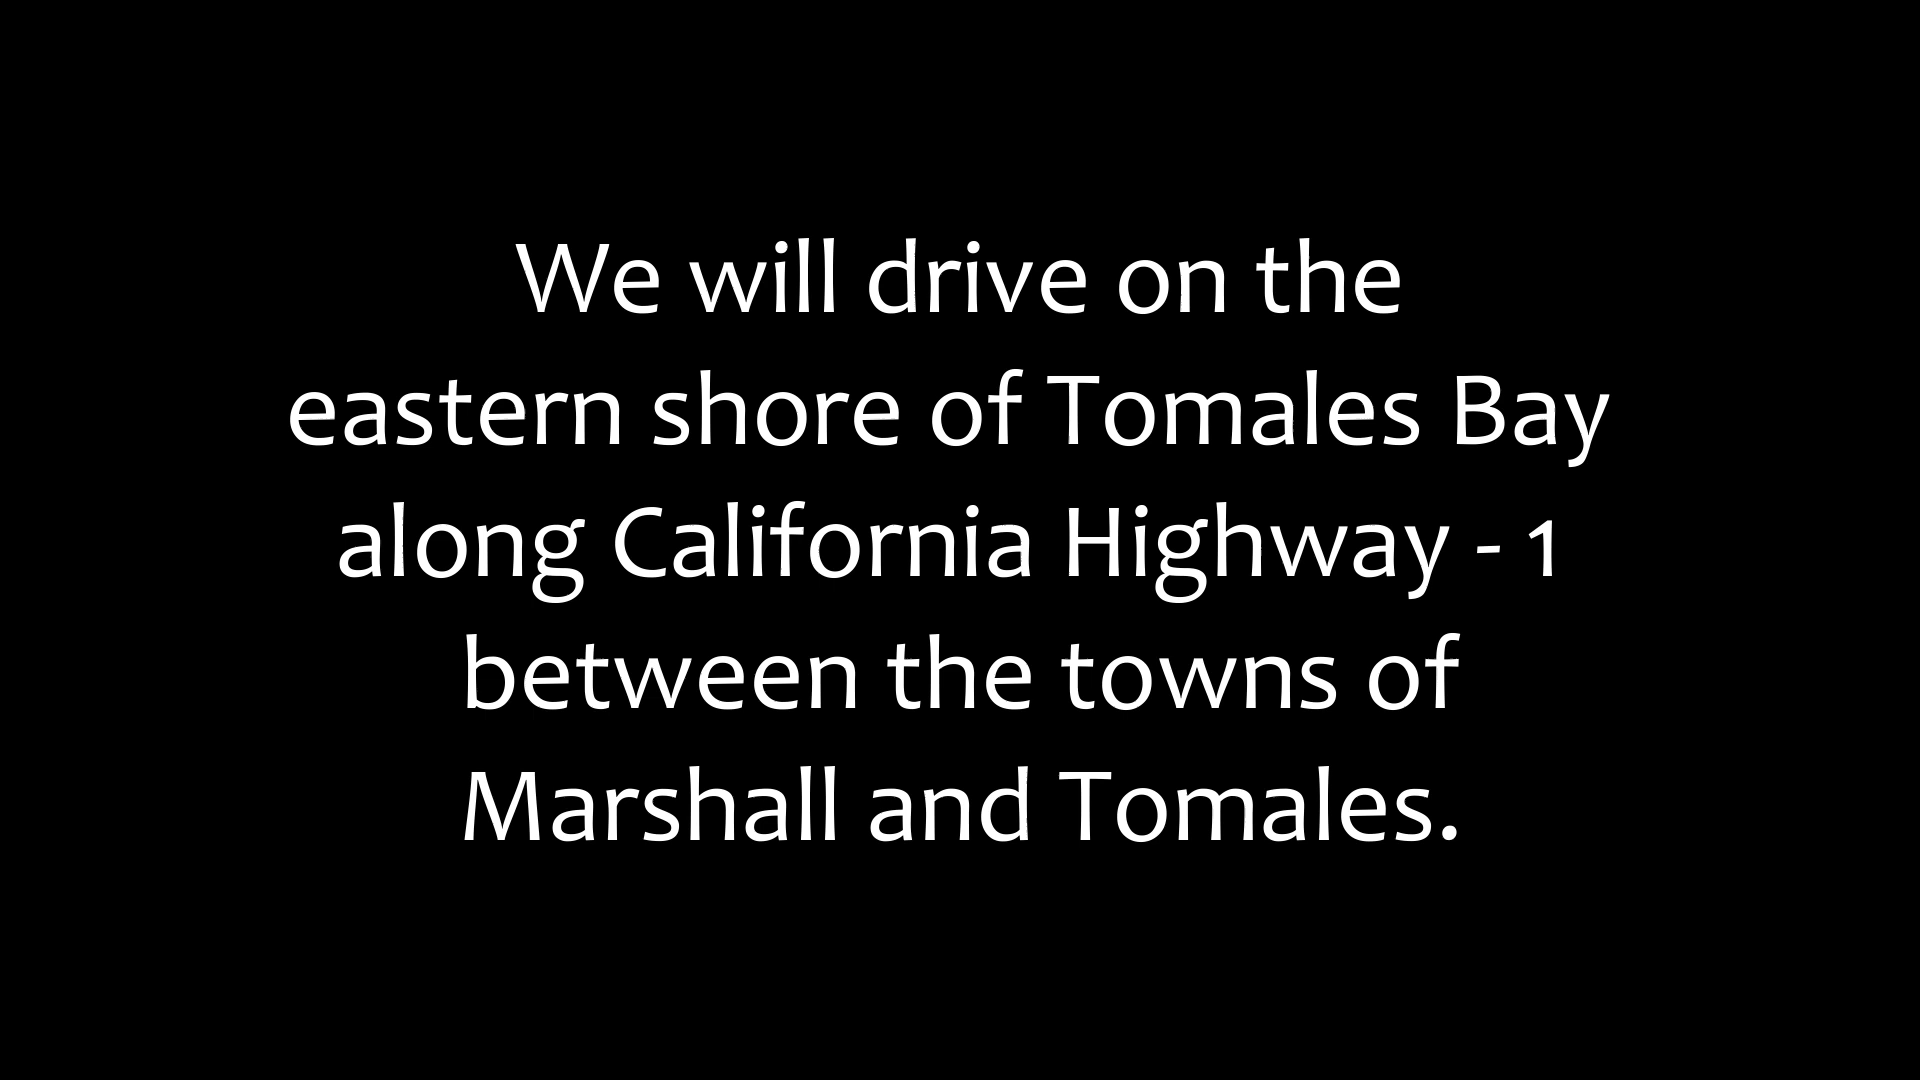 We will drive on the
eastern shore of Tomales Bay
along California Highway - 1
between the towns of
Marshall and Tomales.